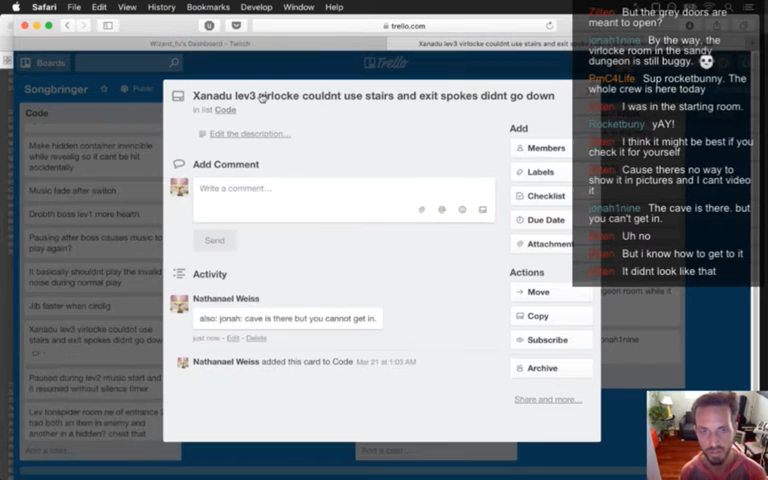 Safari File Edit View History Bookmarks Develop Window Help
trello.com
Wizard_fu's Dashboard – Twitch
Xanadu lev3 virlocke couldnt use stairs and exit spokes
Boards
Trello
Songbringer
Public
Code
Make hidden container invincible
while revealig so it cant be hit
accidentally
Music fade after switch
Drobth boss lev1 more health
Pausing after boss causes music to
play again?
It basically shouldnt play the invalid
noise during normal play
Jib faster when cirdlig
Xanadu lev3 virlocke couldnt use
stairs and exit spokes didnt go down
1
Paused during lev2 music start and
it resumed without silence timer
Lev tonspider room ne of entrance
had both an item in enemy and
another in a hidden? chest that
Add a card...
Xanadu lev3 virlocke couldnt use stairs and exit spokes didnt go down
in list Code
Edit the description...
Add Comment
Write a comment...
Send
Activity
Nathanael Weiss
also: jonah: cave is there but you cannot get in.
just now - Edit - Delete
Nathanael Weiss added this card to Code Mar 21 at 1:03 AM
Add
Members
Labels
Checklist
Due Date
Attachment
Actions
Move
Copy
Subscribe
Archive
Share and more...
Add a card...
But the grey doors are
meant to open?
jonah1nine By the way, the
virlocke room in the sandy
dungeon is still buggy.
PmC4Life Sup rocketbunny. The
whole crew is here today
I was in the starting room.
Rocketbuny yAY!
I think it might be best if you
check it for yourself
Cause theres no way to
show it in pictures and I cant video
it
jonah1nine The cave is there. but
you can't get in.
Uh no
But i know how to get to it
It didnt look like that